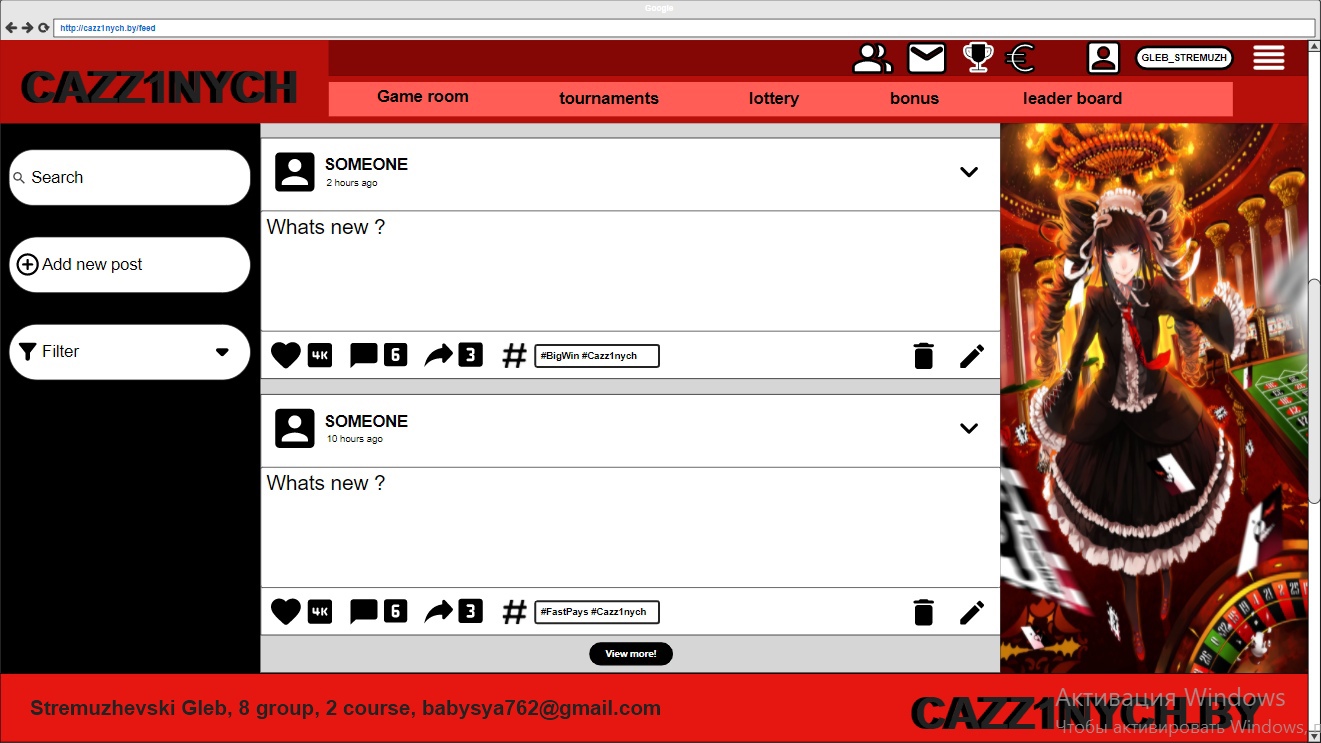 Google
http://cazz1nych.by/feed
CAZZ1NYCH
GLEB_STREMUZH
Game room
tournaments
lottery
bonus
leader board
Search
Add new post
Filter
SOMEONE
2 hours ago
Whats new ?
4K
6
3
# #BigWin #Cazz1nych
SOMEONE
10 hours ago
Whats new ?
4K
6
3
# #FastPays #Cazz1nych
View more!
Stremuzhevski Gleb, 8 group, 2 course, babysya762@gmail.com
CAZZ1NYCH BY
Активация Windows
Чтобы активировать Windows,